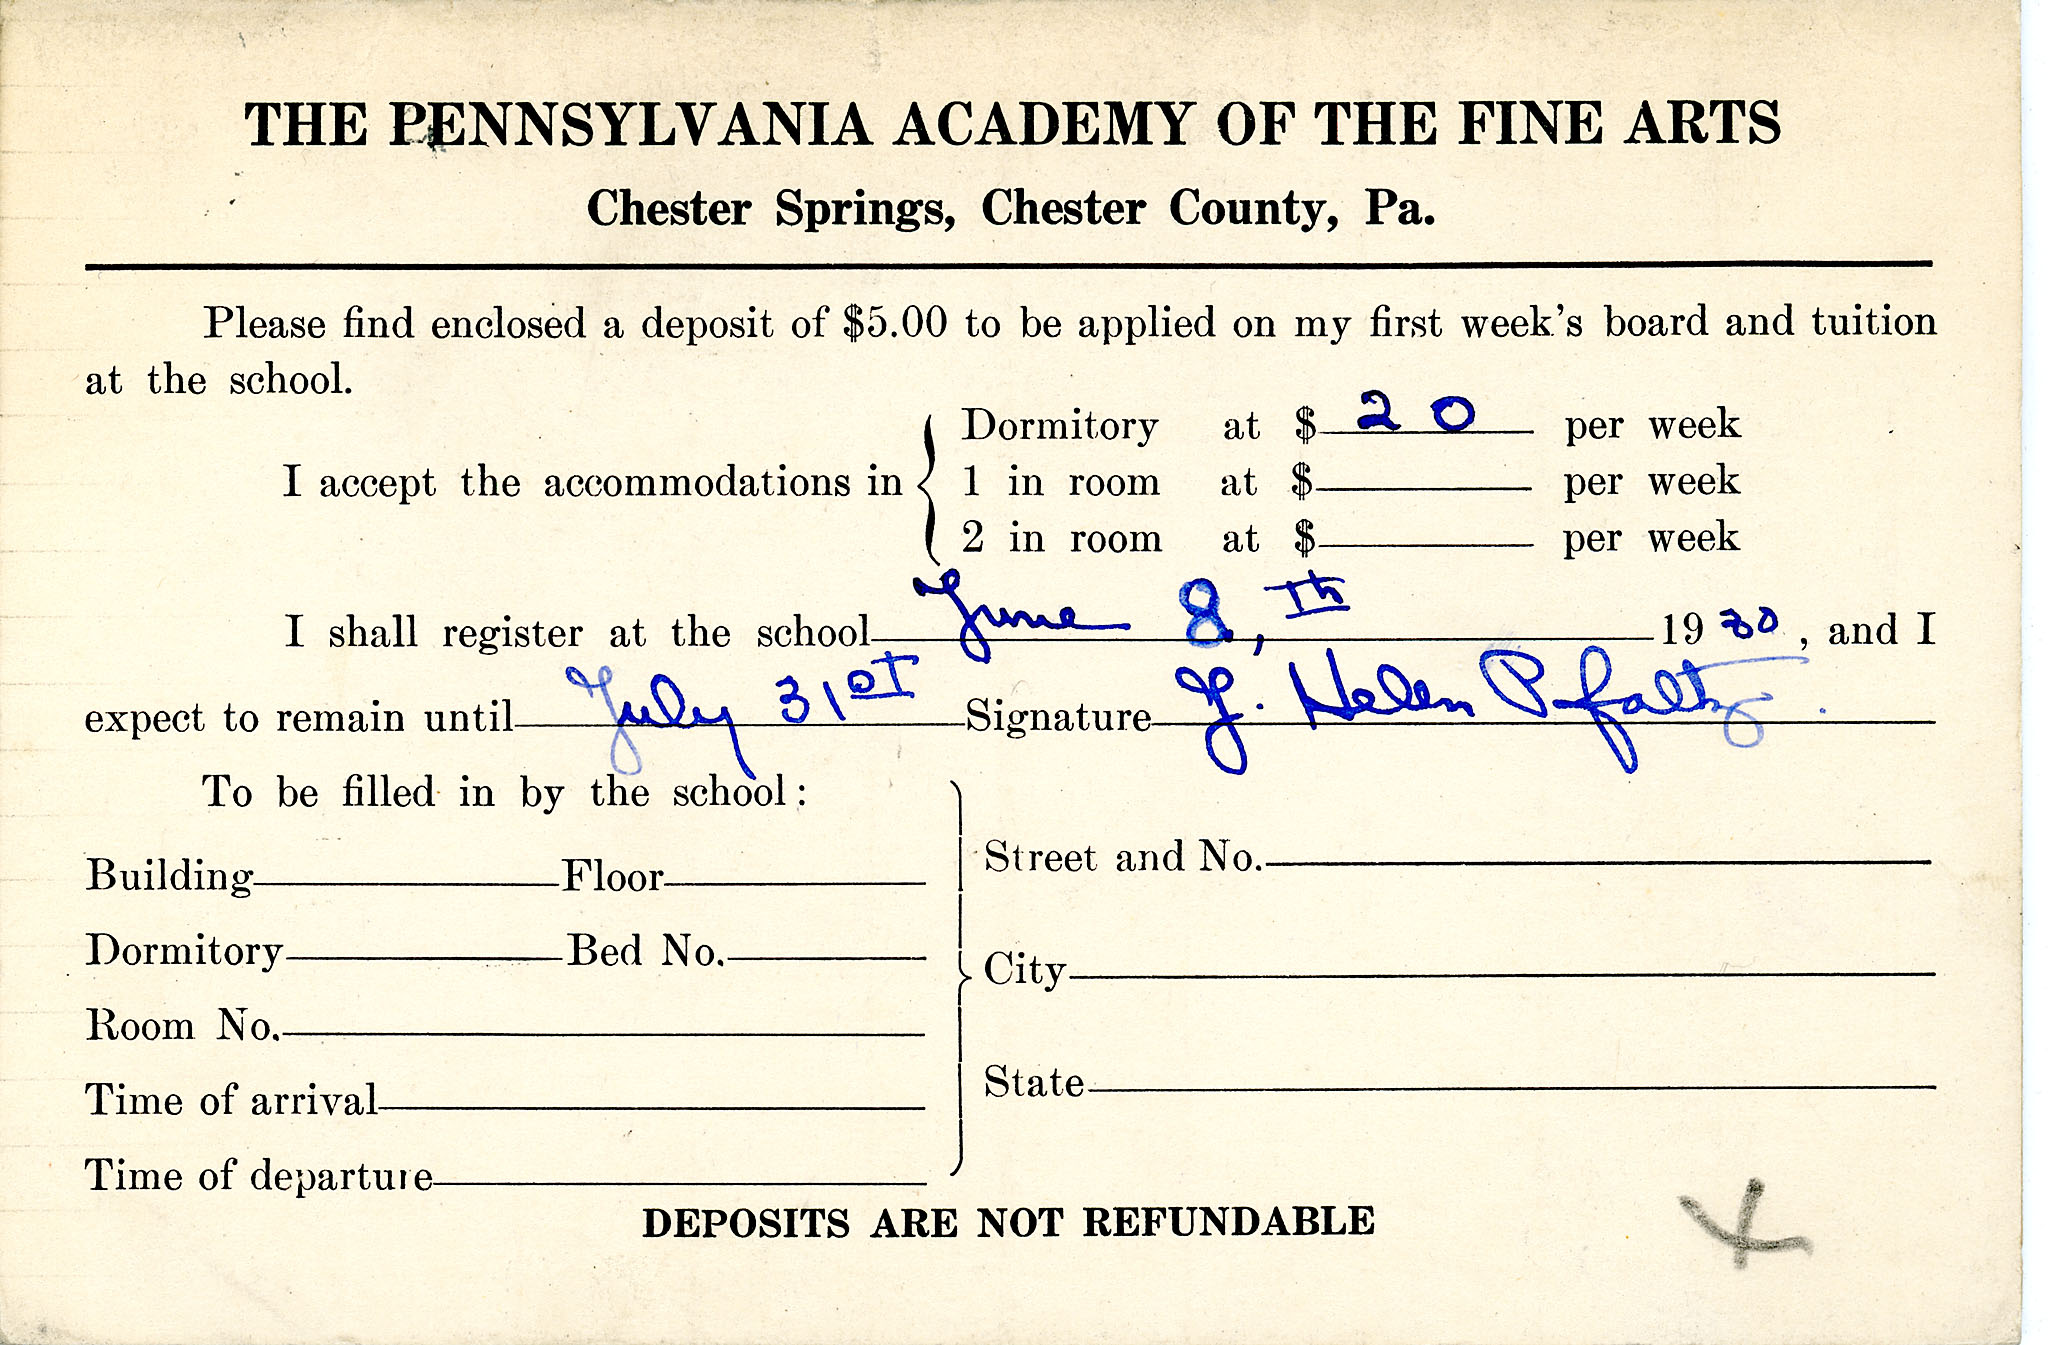 THE PENNSYLVANIA ACADEMY OF THE FINE ARTS
Chester Springs, Chester County, Pa.
Please find enclosed a deposit of $5.00 to be applied on my first week's board and tuition
at the school.
Dormitory at $ 20 per week
I accept the accommodations in { 1 in room at $ per week
2 in room at $ per week
I shall register at the school June 8, th 1930, and I
expect to remain until July 31st Signature J. Helen Pfaltz.
To be filled in by the school:
Street and No.
Building Floor
Dormitory Bed No.
City
Room No.
State
Time of arrival
Time of departure
DEPOSITS ARE NOT REFUNDABLE